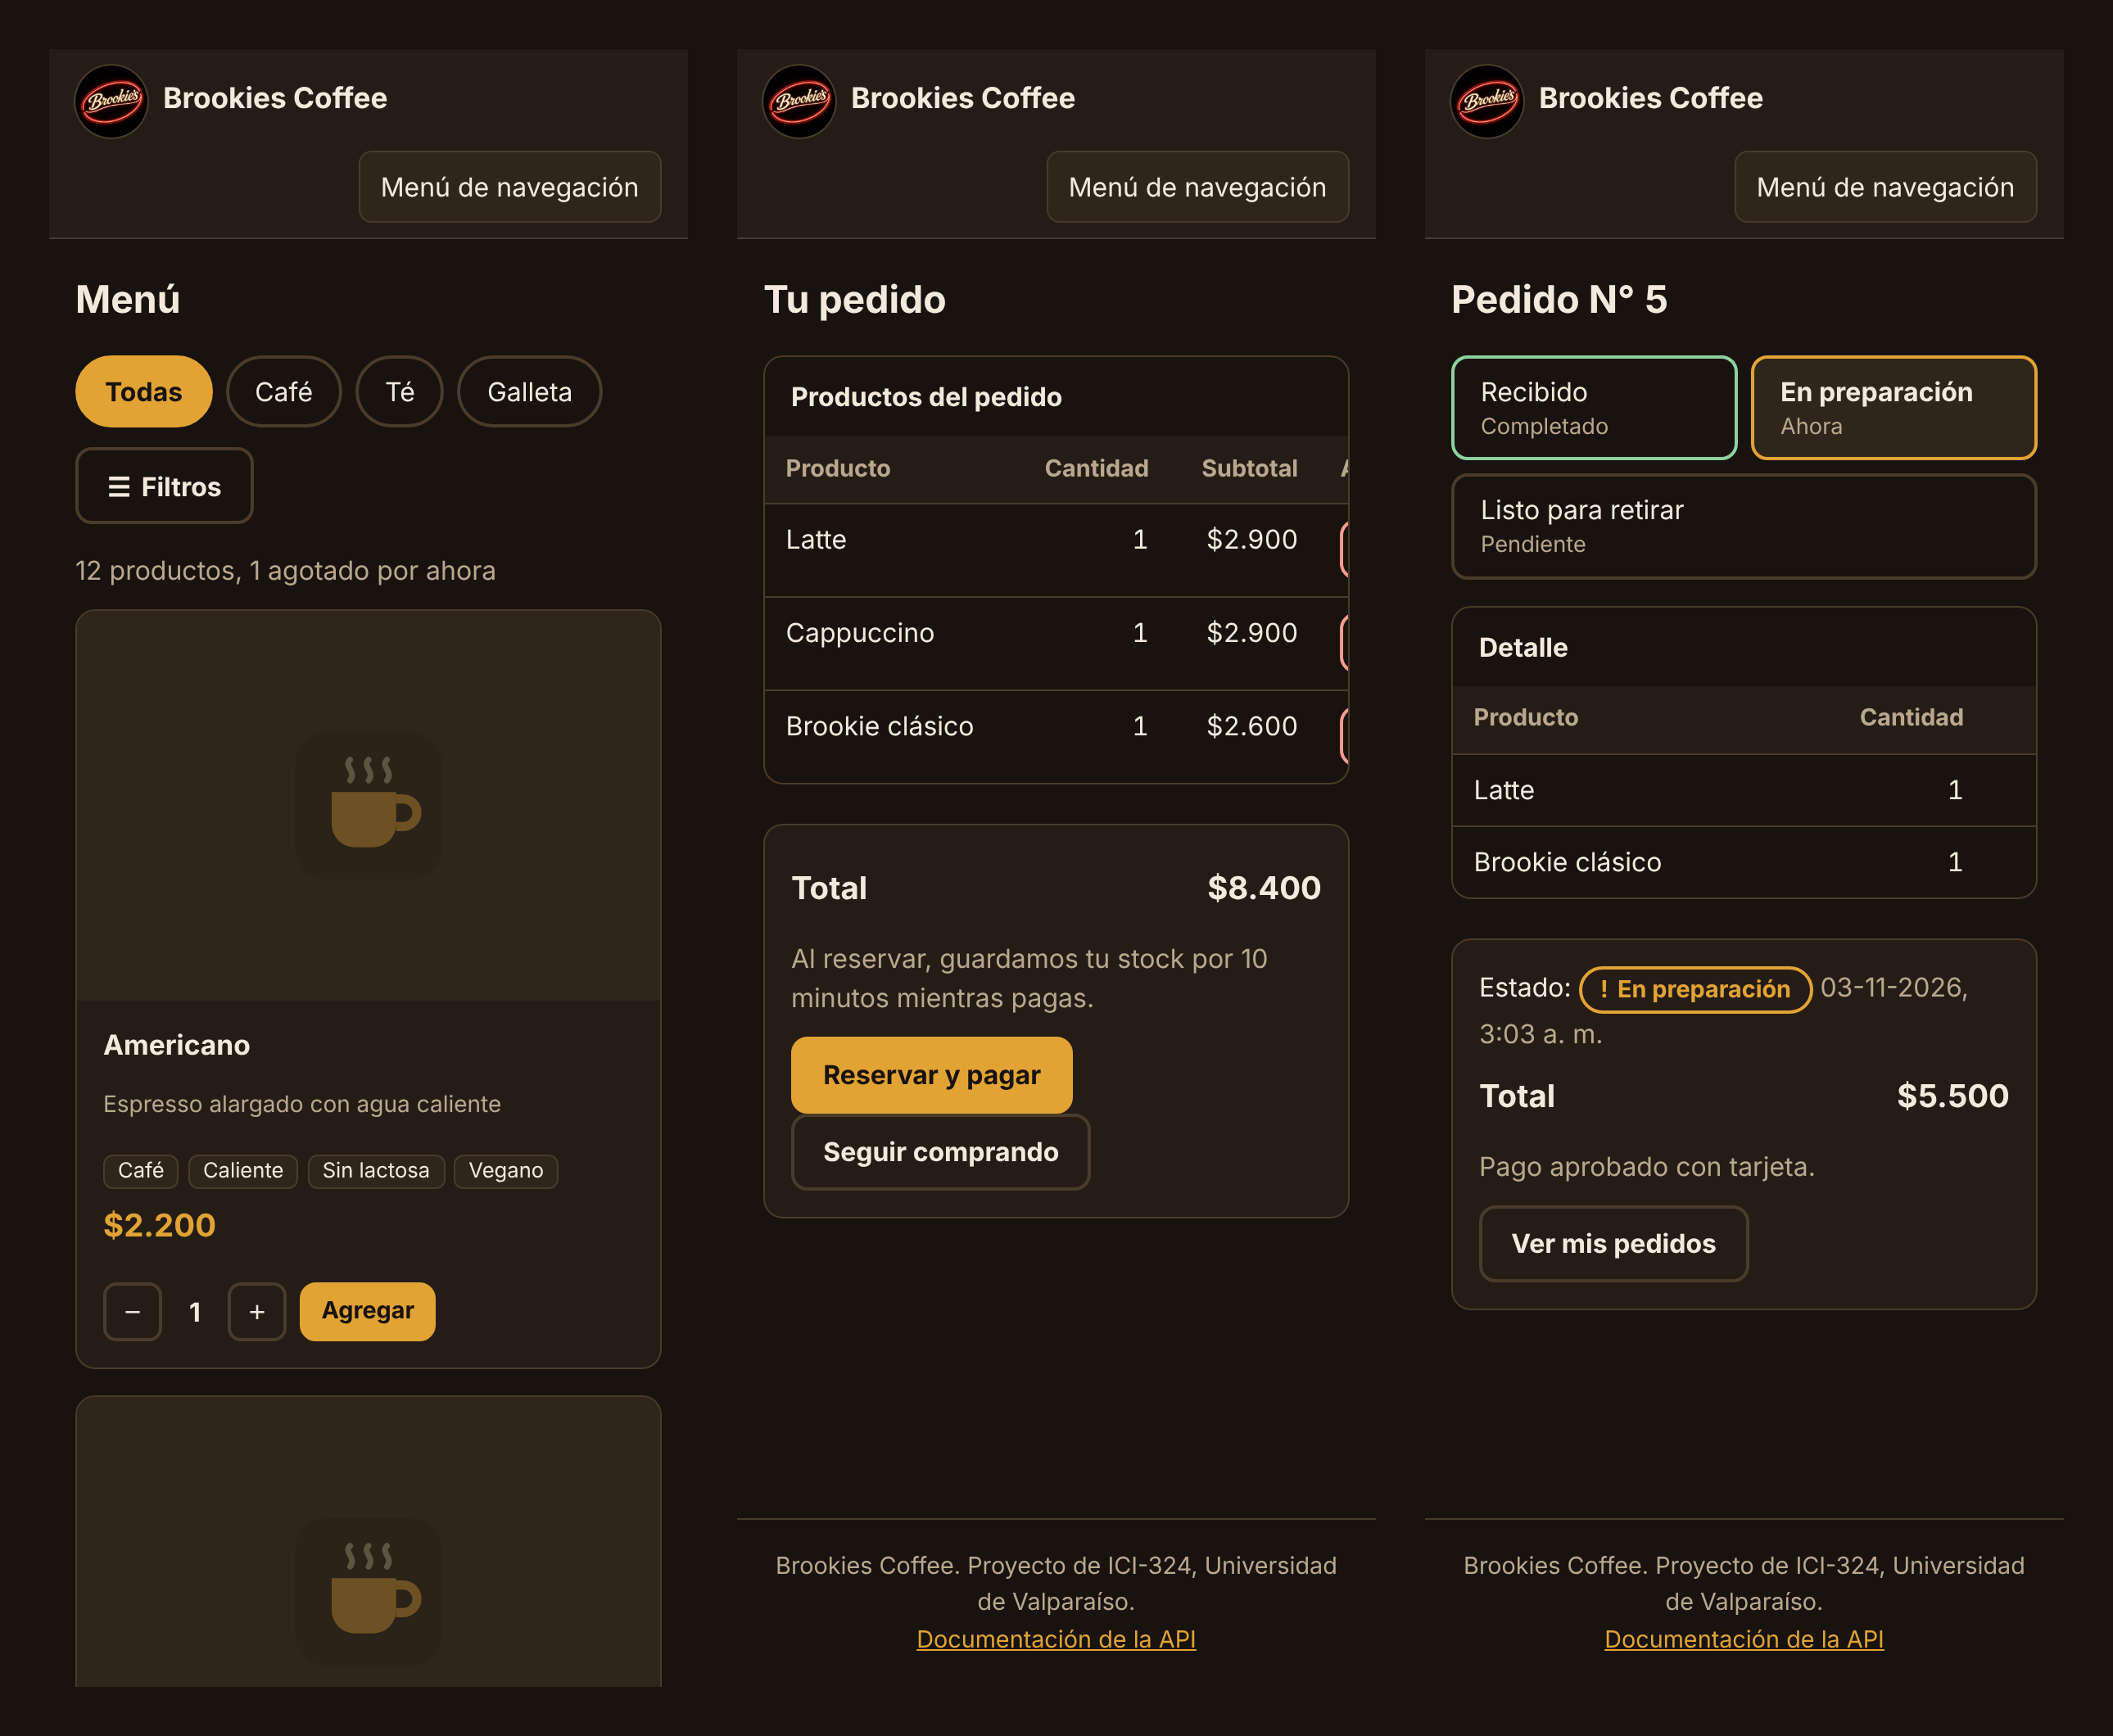 Brookie's
Brookies Coffee
Menú de navegación
Menú
Todas
Café
Té
Galleta
☰ Filtros
12 productos, 1 agotado por ahora
Americano
Espresso alargado con agua caliente
Café
Caliente
Sin lactosa
Vegano
$2.200
− 1 + Agregar
Brookie's
Brookies Coffee
Menú de navegación
Tu pedido
Productos del pedido
Producto Cantidad Subtotal
Latte 1 $2.900
Cappuccino 1 $2.900
Brookie clásico 1 $2.600
Total $8.400
Al reservar, guardamos tu stock por 10
minutos mientras pagas.
Reservar y pagar
Seguir comprando
Brookies Coffee. Proyecto de ICI-324, Universidad
de Valparaíso.
Documentación de la API
Brookie's
Brookies Coffee
Menú de navegación
Pedido N° 5
Recibido
Completado
En preparación
Ahora
Listo para retirar
Pendiente
Detalle
Producto Cantidad
Latte 1
Brookie clásico 1
Estado: ! En preparación 03-11-2026,
3:03 a. m.
Total $5.500
Pago aprobado con tarjeta.
Ver mis pedidos
Brookies Coffee. Proyecto de ICI-324, Universidad
de Valparaíso.
Documentación de la API